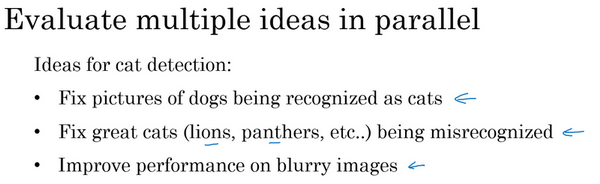 Evaluate multiple ideas in parallel
Ideas for cat detection:
• Fix pictures of dogs being recognized as cats
• Fix great cats (lions, panthers, etc..) being misrecognized
• Improve performance on blurry images